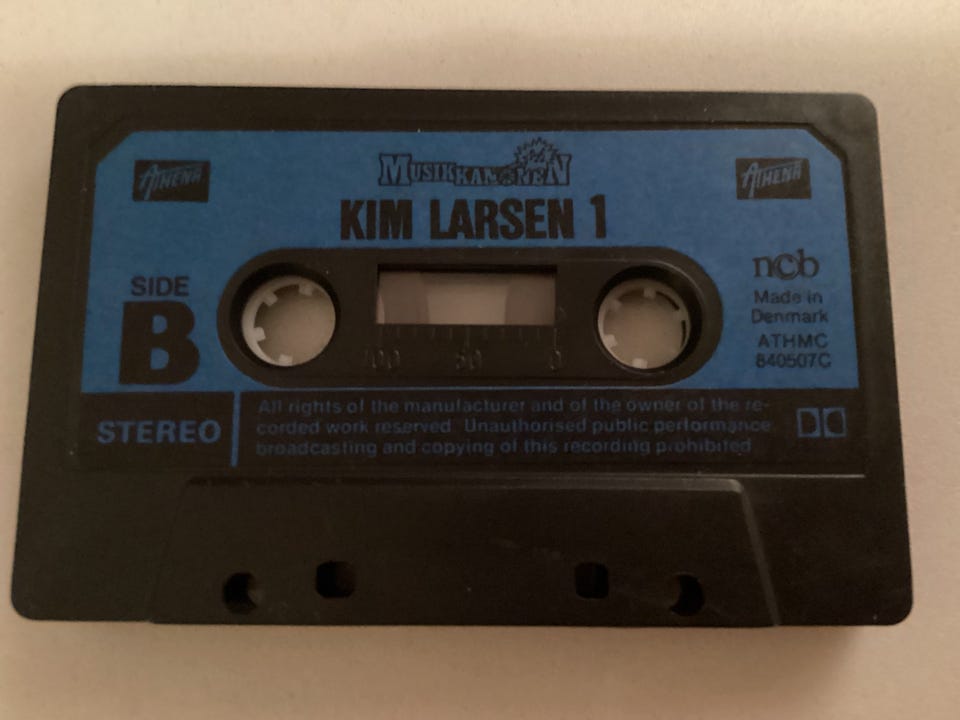 ATHENA
MUSIKKANONEN
ATHENA
KIM LARSEN 1
SIDE
B
ncb
Made in
Denmark
ATHMC
840507C
100 50 0
STEREO
All rights of the manufacturer and of the owner of the re-
corded work reserved. Unauthorised public performance,
broadcasting and copying of this recording prohibited